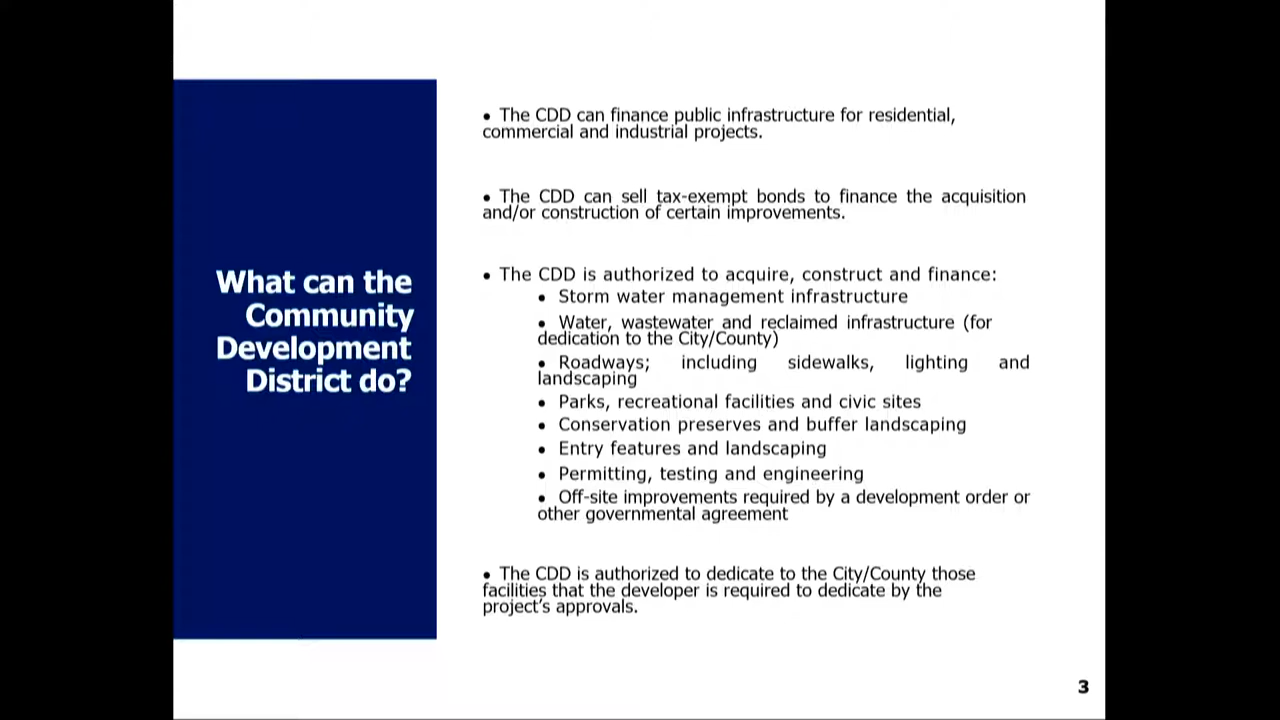 What can the
Community
Development
District do?
• The CDD can finance public infrastructure for residential,
commercial and industrial projects.
• The CDD can sell tax-exempt bonds to finance the acquisition
and/or construction of certain improvements.
• The CDD is authorized to acquire, construct and finance:
• Storm water management infrastructure
• Water, wastewater and reclaimed infrastructure (for
dedication to the City/County)
• Roadways; including sidewalks, lighting and
landscaping
• Parks, recreational facilities and civic sites
• Conservation preserves and buffer landscaping
• Entry features and landscaping
• Permitting, testing and engineering
• Off-site improvements required by a development order or
other governmental agreement
• The CDD is authorized to dedicate to the City/County those
facilities that the developer is required to dedicate by the
project's approvals.
3